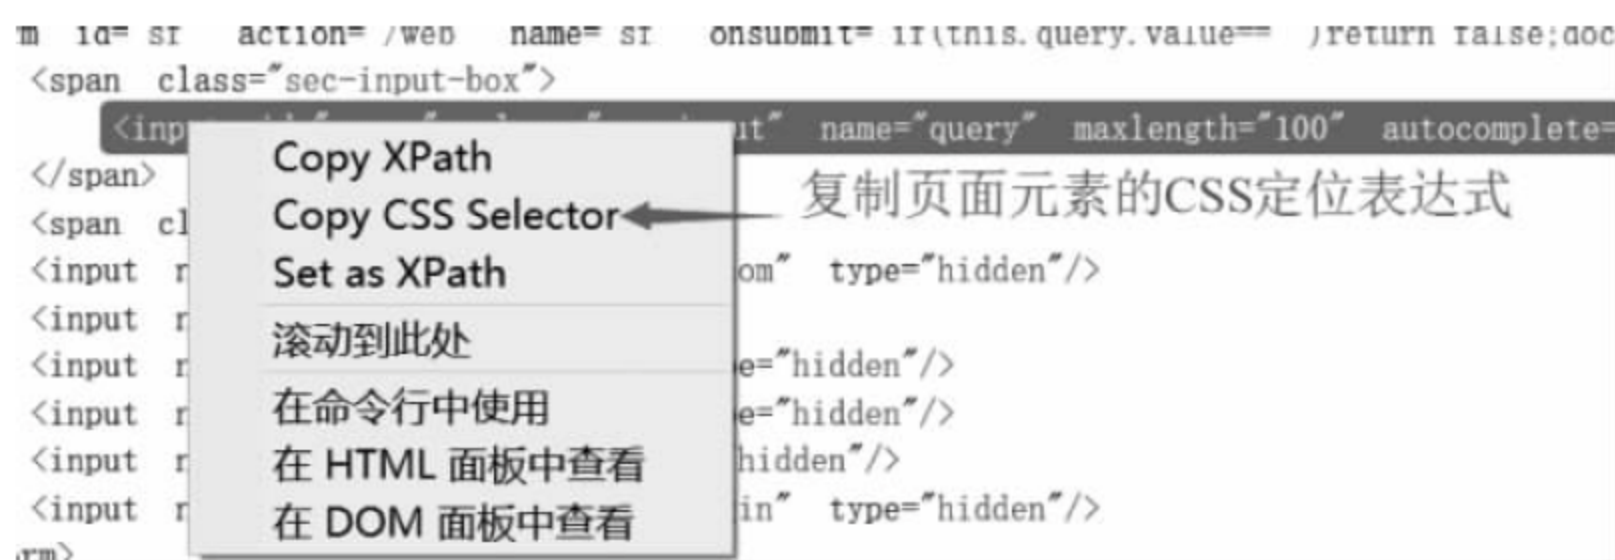 m id= sf action= /web name= sf onsubmit= if(this.query.value== )return false;doc
<span class="sec-input-box">
<inp ut" name="query" maxlength="100" autocomplete=
Copy XPath
</span>
复制页面元素的CSS定位表达式
Copy CSS Selector
<span cl
Set as XPath
<input om" type="hidden"/>
<input
滚动到此处
<input e="hidden"/>
在命令行中使用
<input e="hidden"/>
在 HTML 面板中查看
<input hidden"/>
在 DOM 面板中查看
<input in" type="hidden"/>
rm>